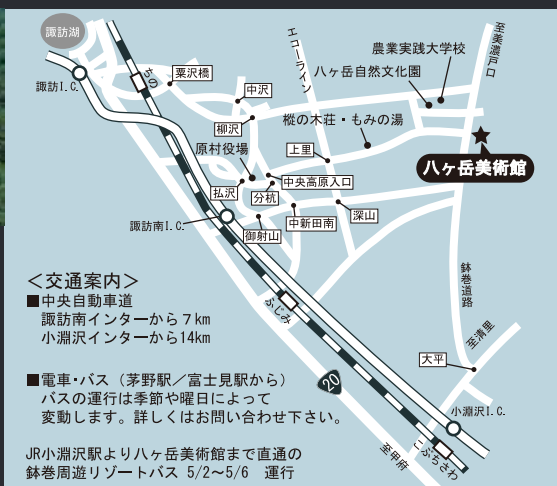 諏訪湖
至美濃戸口
エコーライン
農業実践大学校
八ヶ岳自然文化園
ちの
粟沢橋
諏訪I.C.
中沢
柳沢
樅の木荘・もみの湯
原村役場
上里
八ヶ岳美術館
中央高原入口
払沢
分杭
深山
中新田南
諏訪南I.C.
御射山
鉢巻道路
ふじみ
至清里
大平
20
小淵沢I.C.
こぶちさわ
至甲府
＜交通案内＞
■中央自動車道
諏訪南インターから７km
小淵沢インターから14km
■電車・バス（茅野駅／富士見駅から）
バスの運行は季節や曜日によって
変動します。詳しくはお問い合わせ下さい。
JR小淵沢駅より八ヶ岳美術館まで直通の
鉢巻周遊リゾートバス 5/2〜5/6 運行